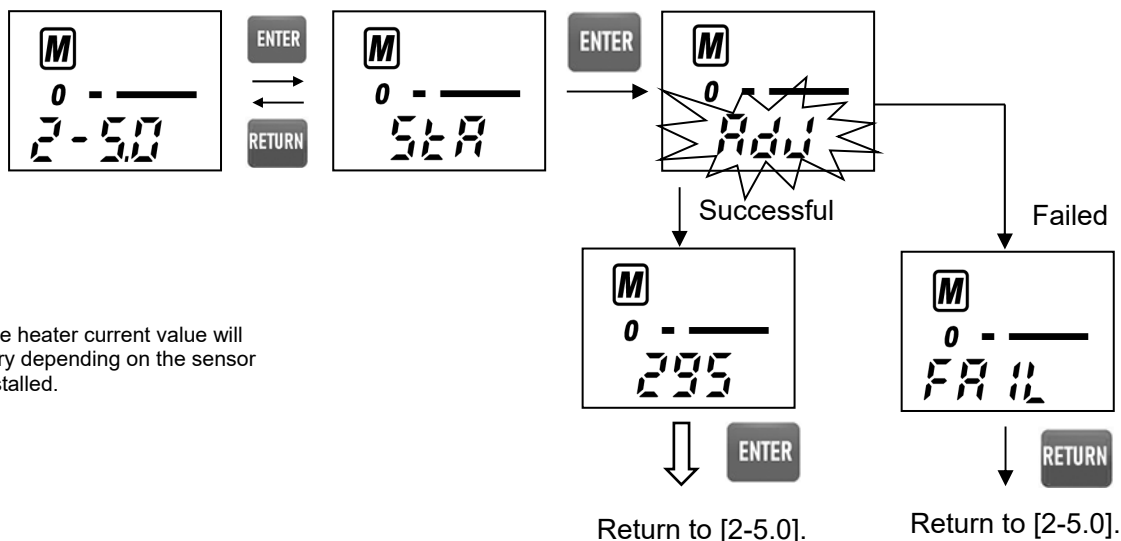 M
0
2-5.0
ENTER
RETURN
M
0
StA
ENTER
M
0
AdJ
Successful
Failed
M
0
295
M
0
FAIL
e heater current value will
ry depending on the sensor
stalled.
ENTER
RETURN
Return to [2-5.0].
Return to [2-5.0].